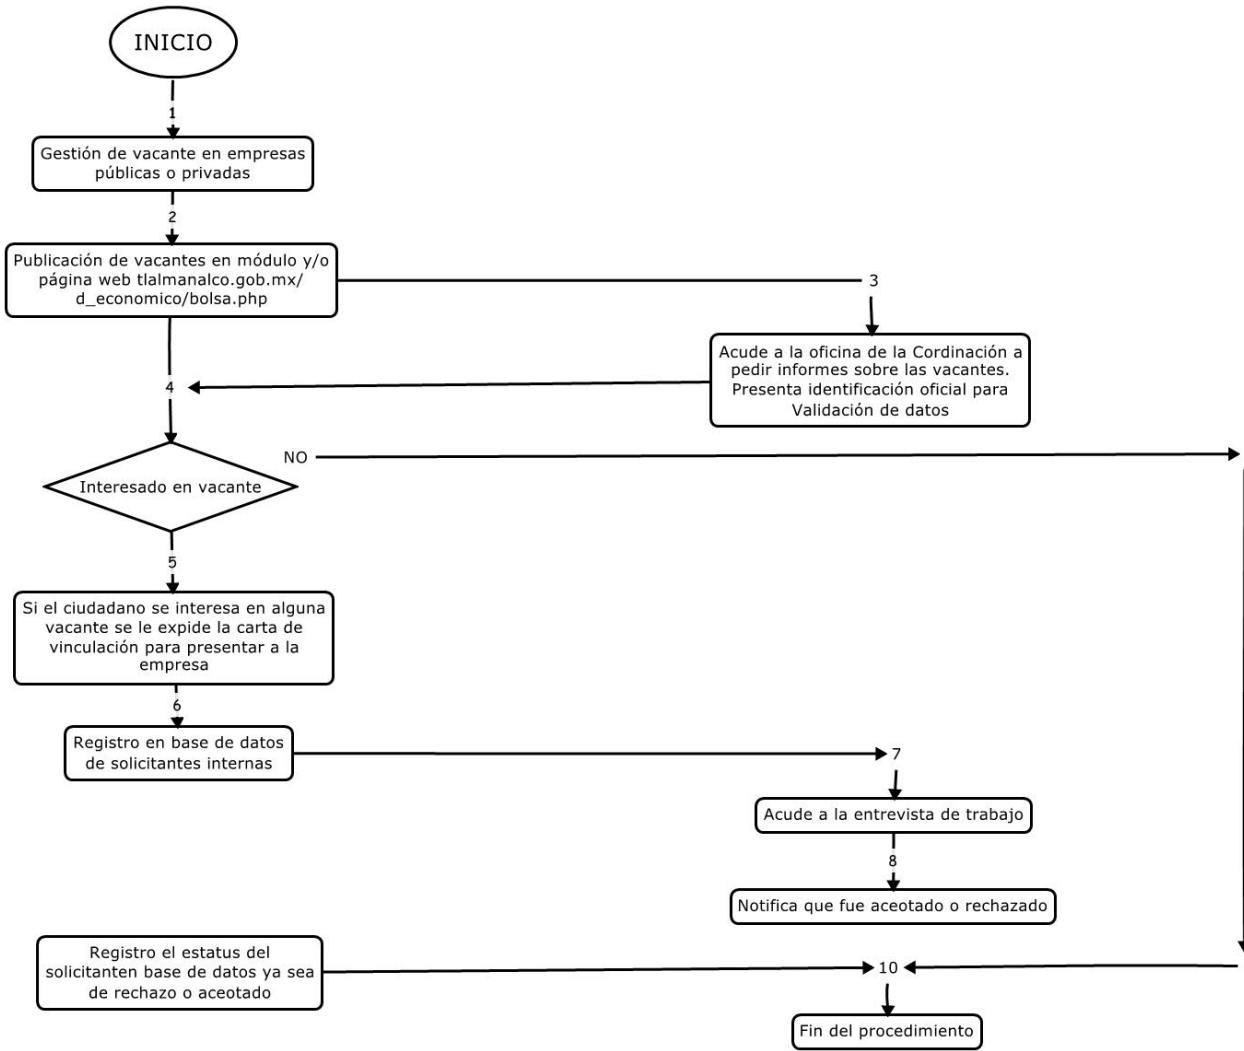 INICIO
1
Gestión de vacante en empresas
públicas o privadas
2
Publicación de vacantes en módulo y/o
página web tlalmanalco.gob.mx/
d_economico/bolsa.php
3
Acude a la oficina de la Cordinación a
pedir informes sobre las vacantes.
Presenta identificación oficial para
Validación de datos
4
NO
Interesado en vacante
5
Si el ciudadano se interesa en alguna
vacante se le expide la carta de
vinculación para presentar a la
empresa
6
Registro en base de datos
de solicitantes internas
7
Acude a la entrevista de trabajo
8
Notifica que fue aceotado o rechazado
Registro el estatus del
solicitanten base de datos ya sea
de rechazo o aceotado
10
Fin del procedimiento